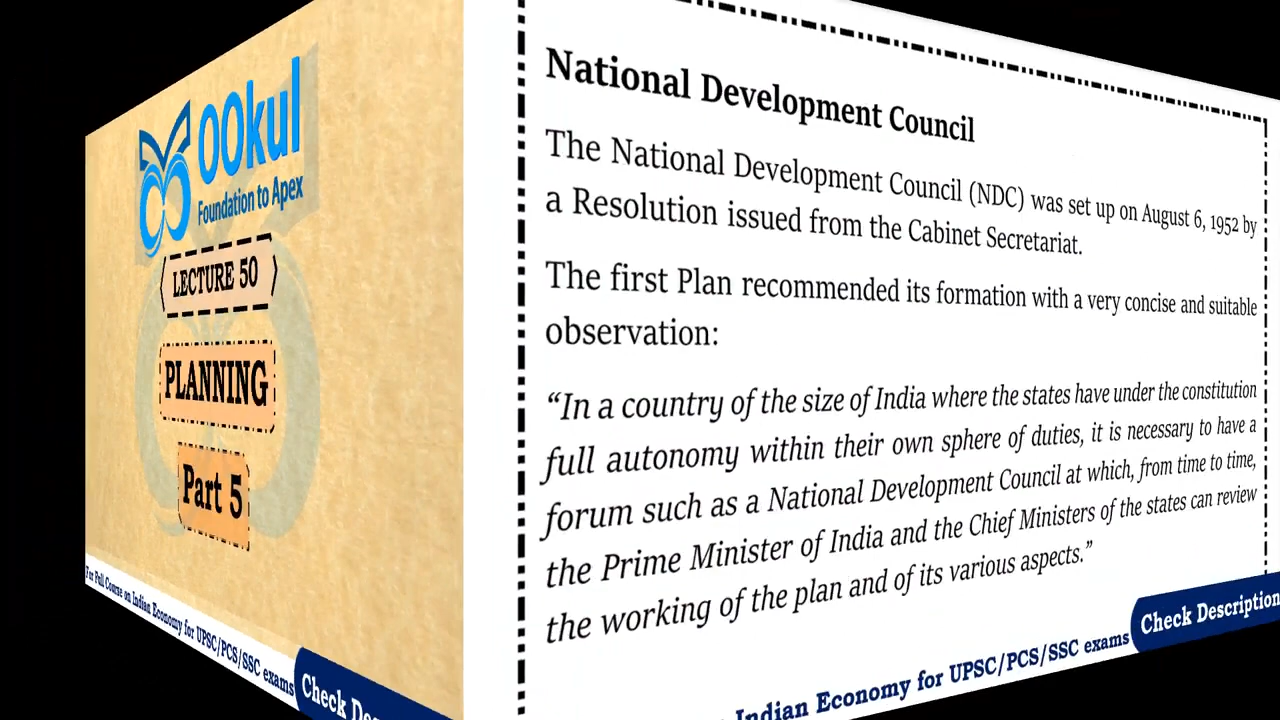 OOkul
Foundation to Apex
LECTURE 50
PLANNING
Part 5
For Full Course on Indian Economy for UPSC/PCS/SSC exams
Check
National Development Council
The National Development Council (NDC) was set up on August 6, 1952 by
a Resolution issued from the Cabinet Secretariat.
The first Plan recommended its formation with a very concise and suitable
observation:
“In a country of the size of India where the states have under the constitution
full autonomy within their own sphere of duties, it is necessary to have a
forum such as a National Development Council at which, from time to time,
the Prime Minister of India and the Chief Ministers of the states can review
the working of the plan and of its various aspects.”
Indian Economy for UPSC/PCS/SSC exams
Check Description